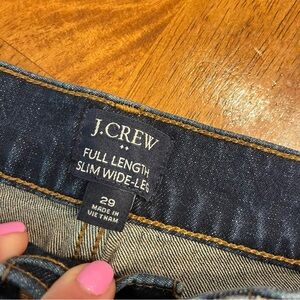 J.CREW
FULL LENGTH
SLIM WIDE-LEG
29
MADE IN
VIETNAM